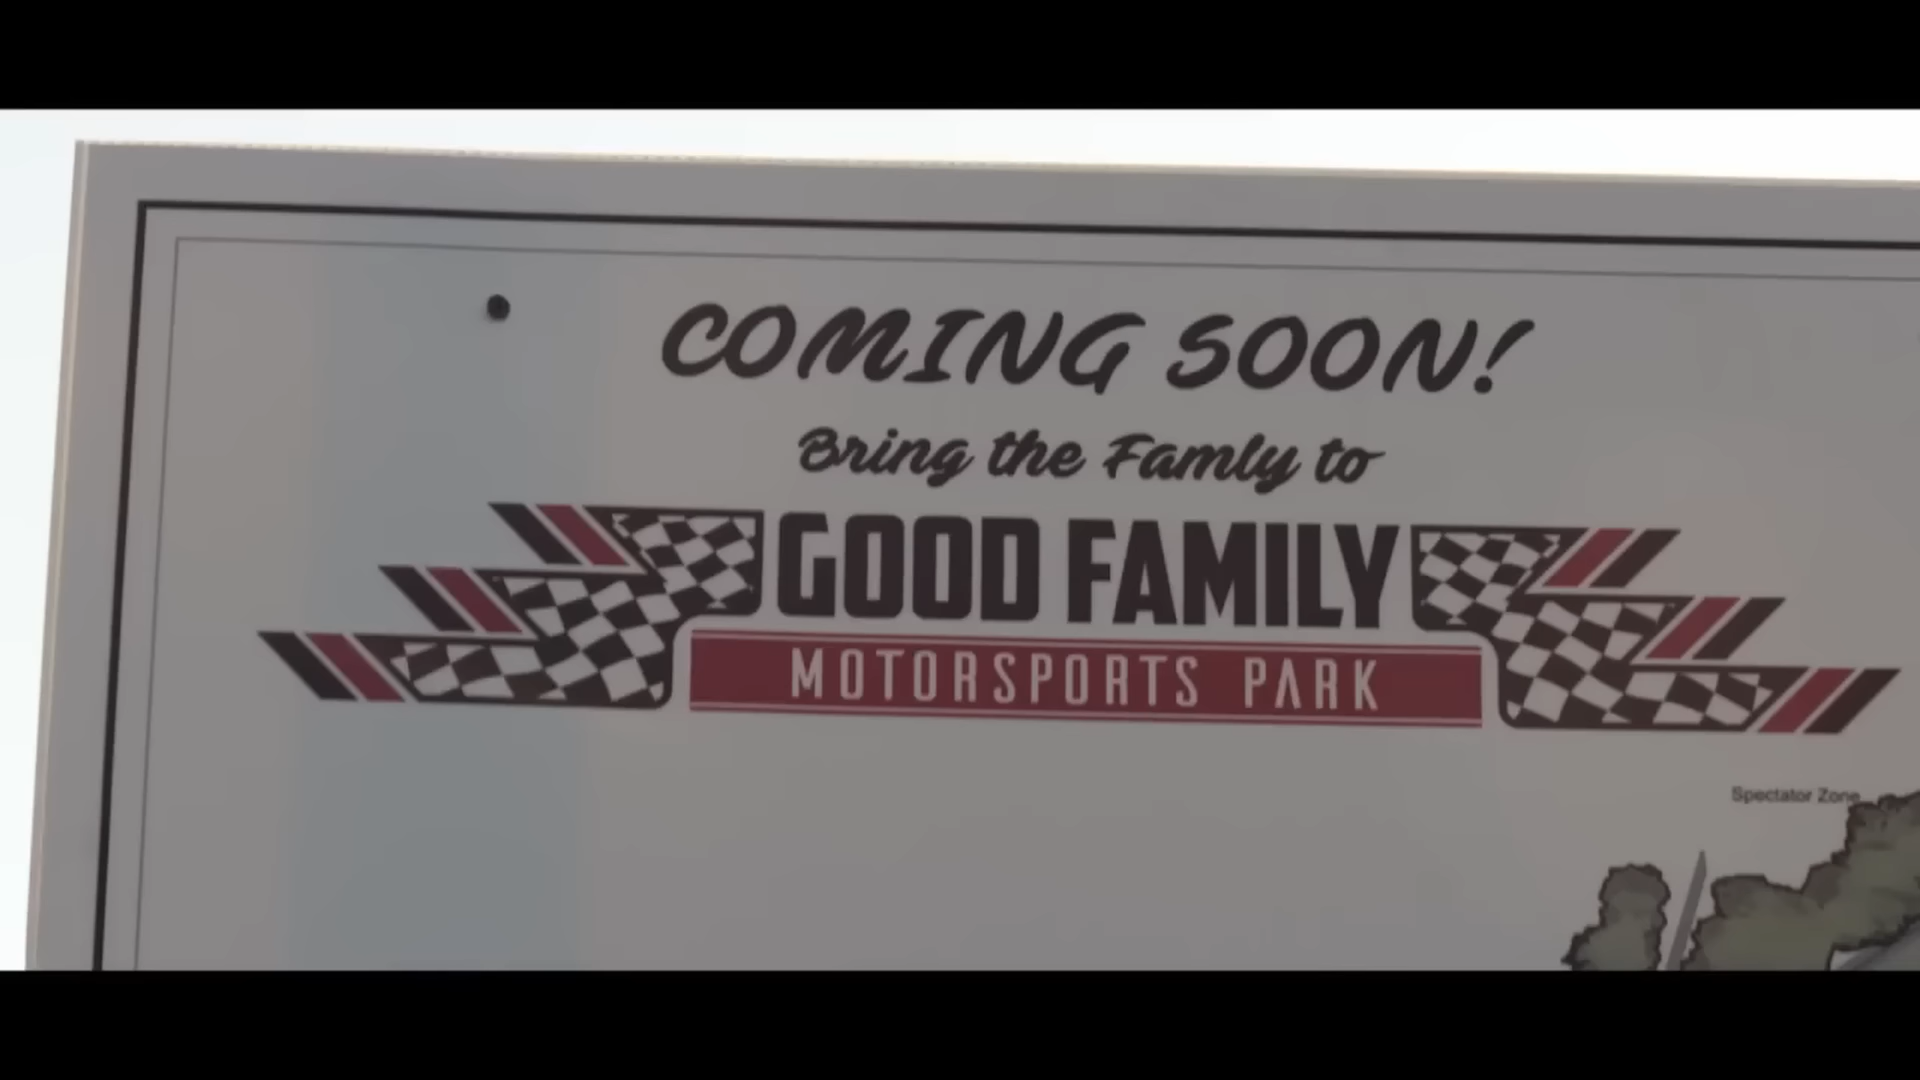 COMING SOON!
Bring the Famly to
GOOD FAMILY
MOTORSPORTS PARK
Spectator Zone